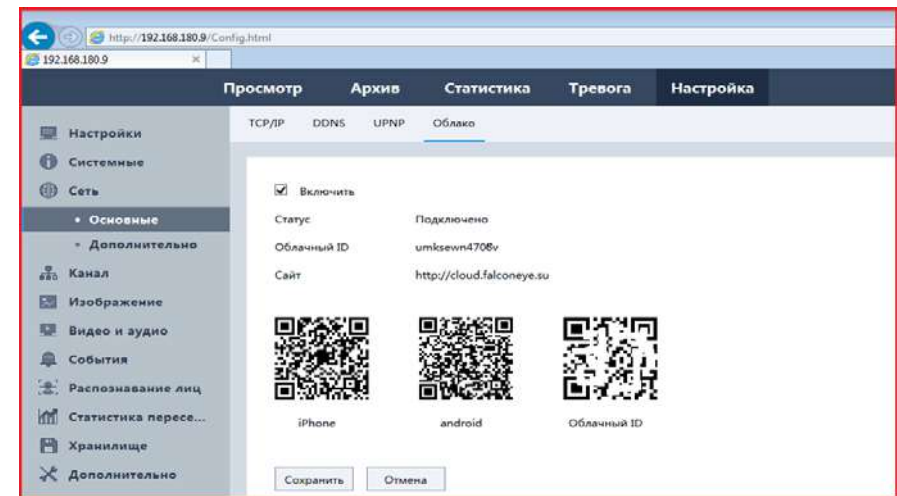 http://192.168.180.9/Config.html
192.168.180.9
Просмотр Архив Статистика Тревога Настройка
TCP/IP DDNS UPNP Облако
Настройки
Системные
Сеть
Основные
Дополнительно
Канал
Изображение
Видео и аудио
События
Распознавание лиц
Статистика пересе...
Хранилище
Дополнительно
Включить
Статус Подключено
Облачный ID umksewn4706v
Сайт http://cloud.falconeye.su
iPhone android Облачный ID
Сохранить Отмена